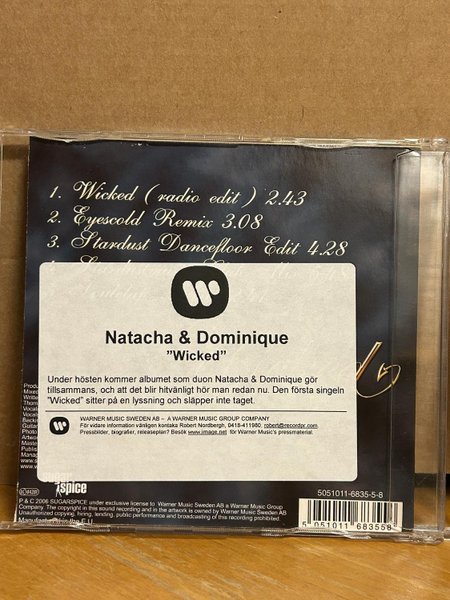 1. Wicked ( radio edit ) 2.43
2. Eyescold Remix 3.08
3. Stardust Dancefloor Edit 4.28
Natacha & Dominique
"Wicked"
Under hösten kommer albumet som duon Natacha & Dominique gör
tillsammans, och att det blir hitvänligt hör man redan nu. Den första singeln
"Wicked" sitter på en lyssning och släpper inte taget.
WARNER MUSIC SWEDEN AB – A WARNER MUSIC GROUP COMPANY
För vidare information vänligen kontaka Robert Nordbergh, 0418-411980, robert@recordpr.com
Pressbilder, biografier, releaseplan? Besök www.image.net för Warner Music's pressmaterial.
spice
5051011-6835-5-8
5 051011 683558
P & C 2006 SUGARSPICE under exclusive license to Warner Music Sweden AB a Warner Music Group
Company. The copyright in this sound recording and in the artwork is owned by Warner Music Sweden AB
Unauthorized copying, hiring, lending, public performance and broadcasting of this recording prohibited.
Manufactured in the E.U.